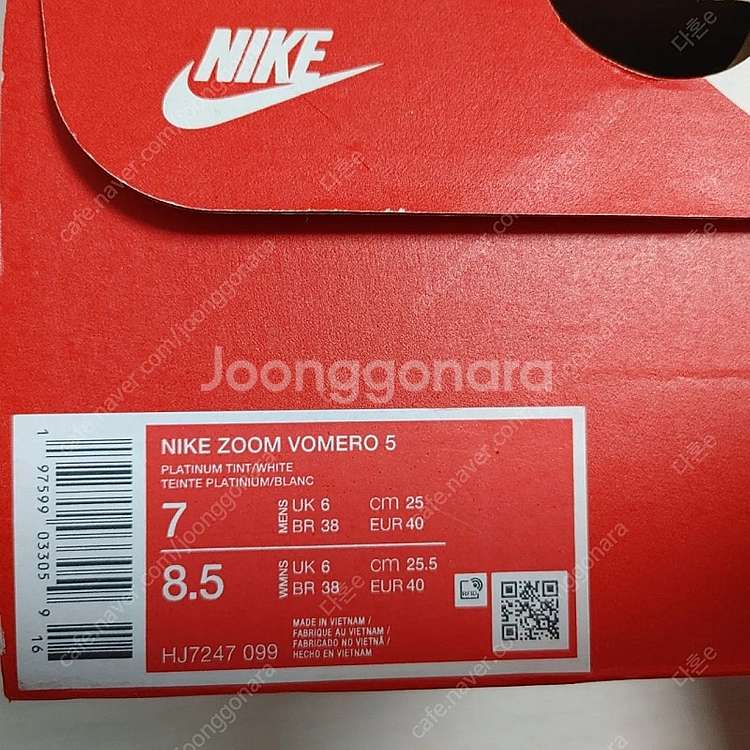 NIKE
Joonggonara
NIKE ZOOM VOMERO 5
PLATINUM TINT/WHITE
TEINTE PLATINIUM/BLANC
7 MENS UK 6 CM 25
BR 38 EUR 40
8.5 WMNS UK 6 CM 25.5
BR 38 EUR 40
RFID
MADE IN VIETNAM /
FABRIQUE AU VIETNAM /
FABRICADO NO VIETNÃ /
HECHO EN VIETNAM
HJ7247 099
1 97599 03305 9 16
cafe.naver.com/joonggonara
다혼e